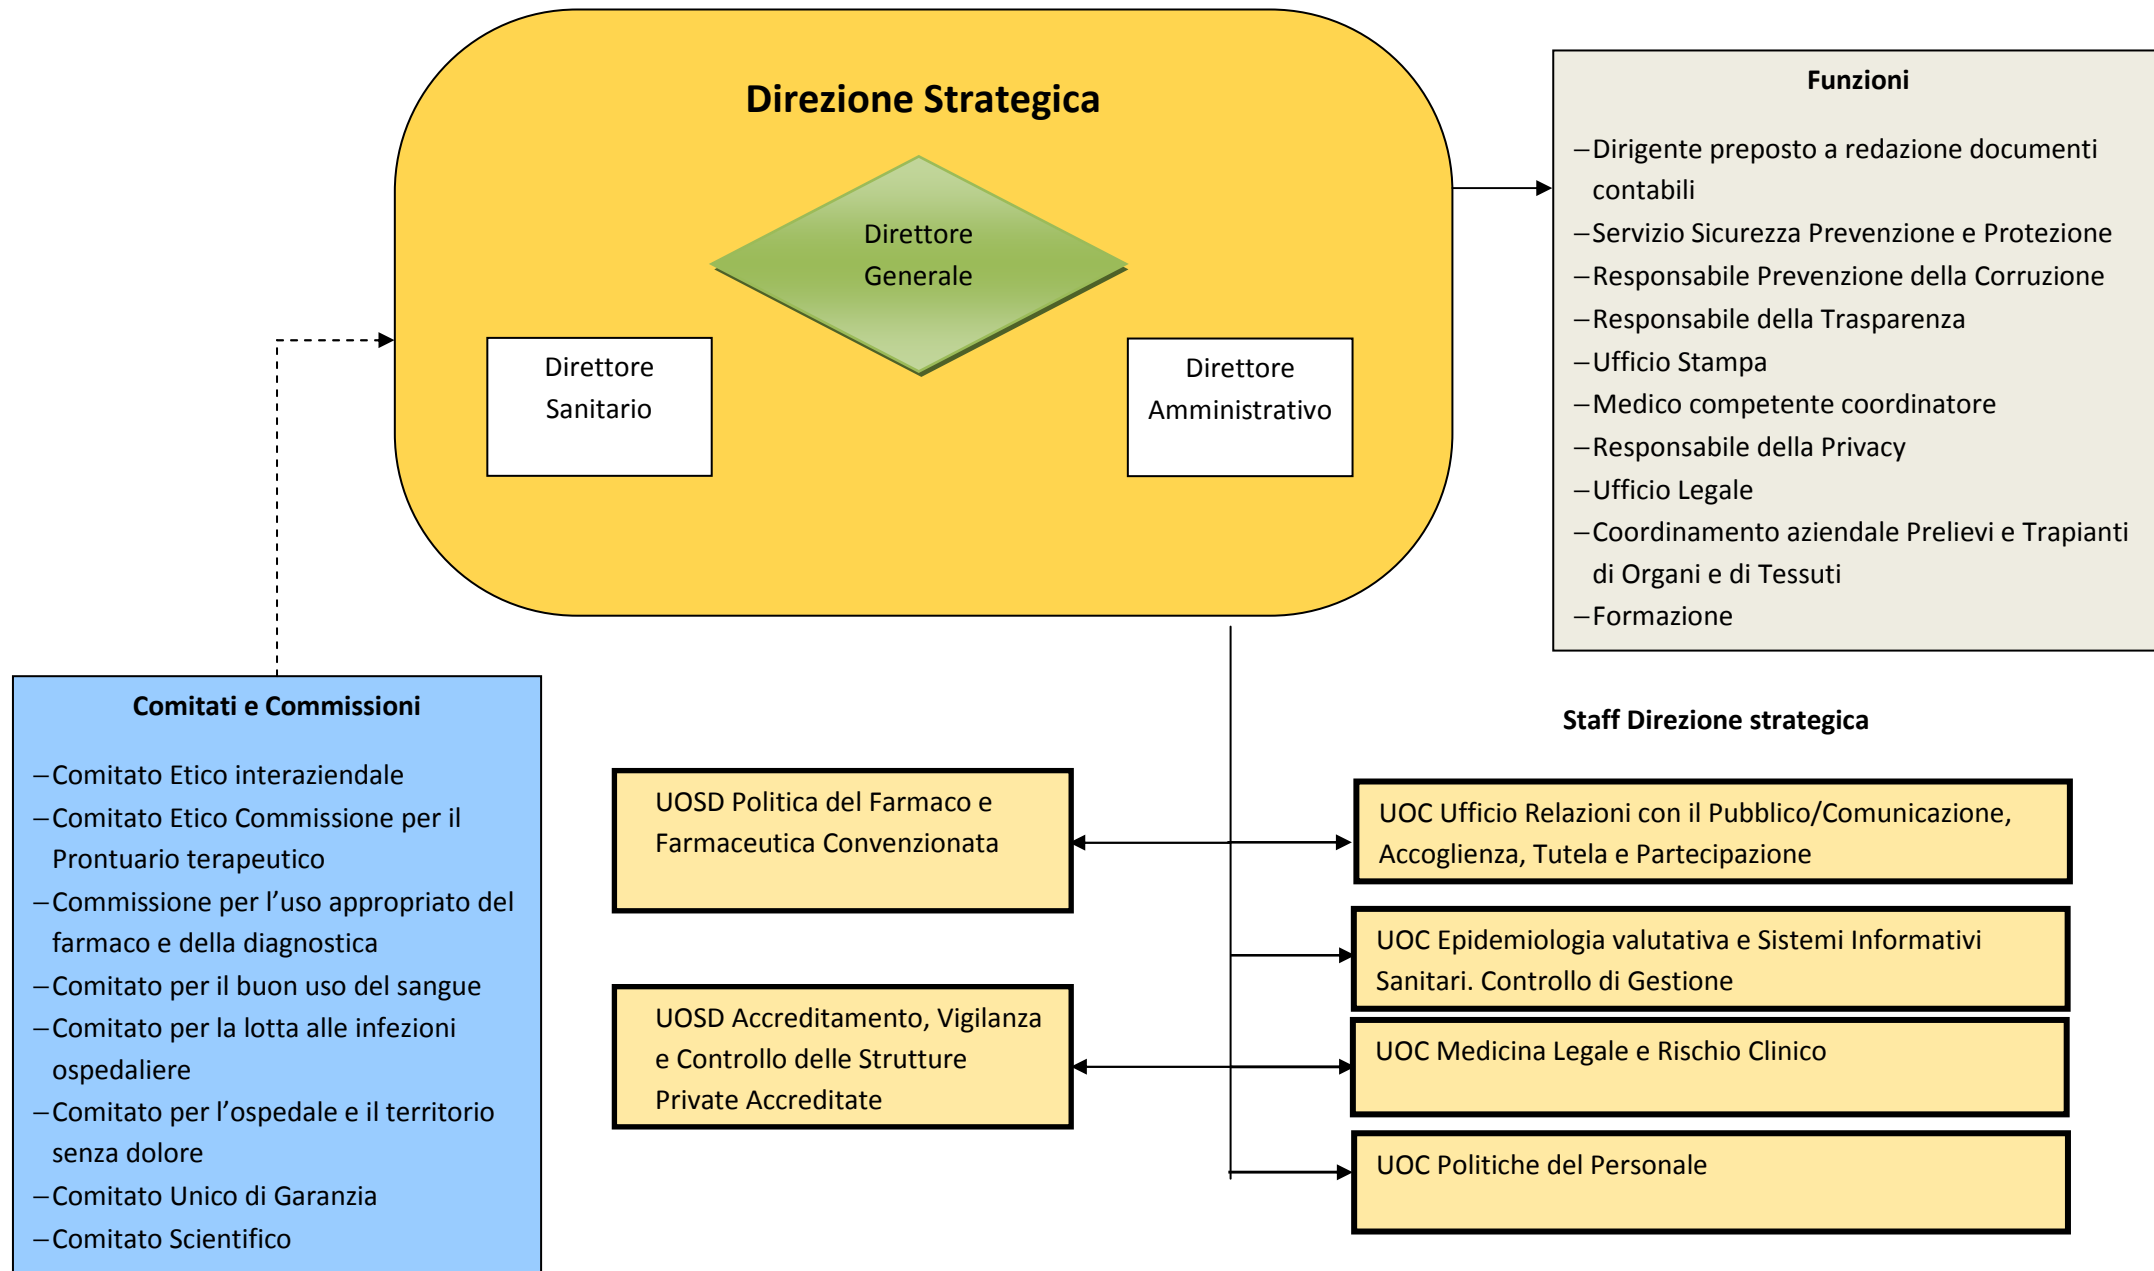 Direzione Strategica
Direttore
Generale
Direttore
Sanitario
Direttore
Amministrativo
Funzioni
–Dirigente preposto a redazione documenti
contabili
–Servizio Sicurezza Prevenzione e Protezione
–Responsabile Prevenzione della Corruzione
–Responsabile della Trasparenza
–Ufficio Stampa
–Medico competente coordinatore
–Responsabile della Privacy
–Ufficio Legale
–Coordinamento aziendale Prelievi e Trapianti
di Organi e di Tessuti
–Formazione
Comitati e Commissioni
–Comitato Etico interaziendale
–Comitato Etico Commissione per il
Prontuario terapeutico
–Commissione per l’uso appropriato del
farmaco e della diagnostica
–Comitato per il buon uso del sangue
–Comitato per la lotta alle infezioni
ospedaliere
–Comitato per l’ospedale e il territorio
senza dolore
–Comitato Unico di Garanzia
–Comitato Scientifico
Staff Direzione strategica
UOSD Politica del Farmaco e
Farmaceutica Convenzionata
UOSD Accreditamento, Vigilanza
e Controllo delle Strutture
Private Accreditate
UOC Ufficio Relazioni con il Pubblico/Comunicazione,
Accoglienza, Tutela e Partecipazione
UOC Epidemiologia valutativa e Sistemi Informativi
Sanitari. Controllo di Gestione
UOC Medicina Legale e Rischio Clinico
UOC Politiche del Personale